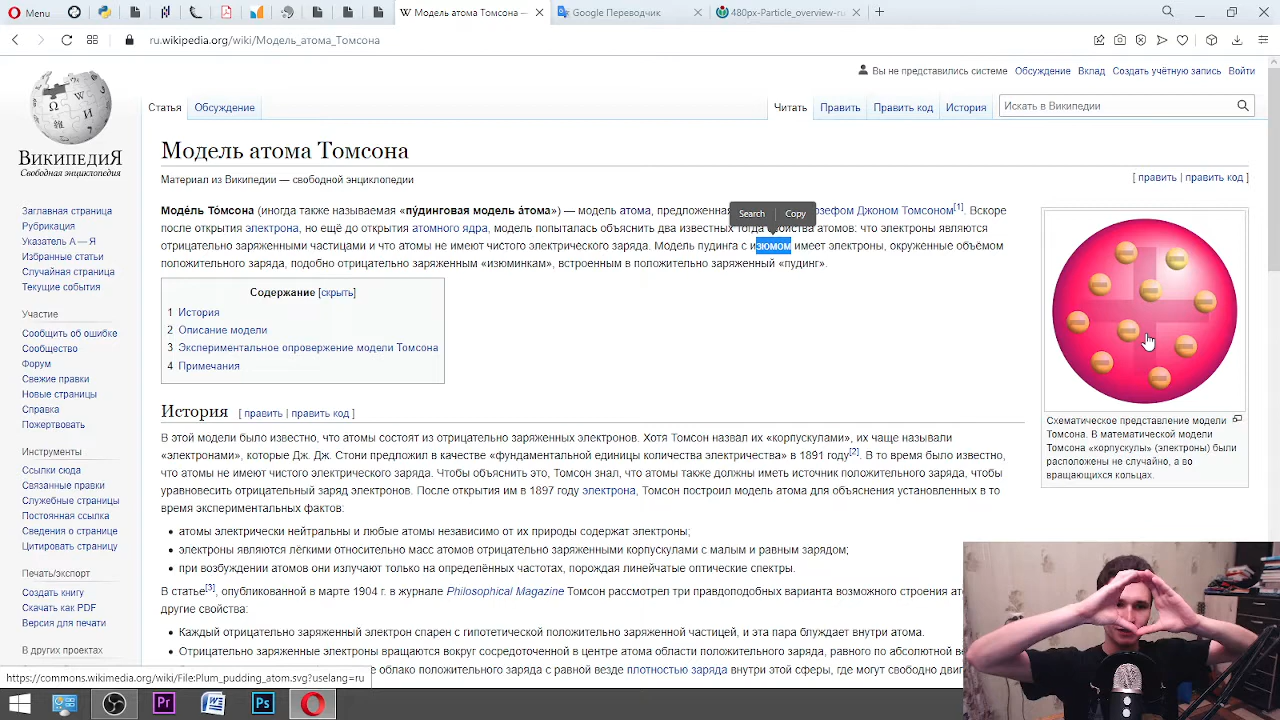 Menu
Модель атома Томсона —
Google Переводчик
480px-Particle_overview-ru
ru.wikipedia.org/wiki/Модель_атома_Томсона
Вы не представились системе Обсуждение Вклад Создать учётную запись Войти
Статья Обсуждение Читать Править Править код История Искать в Википедии
ВикипедиЯ
Свободная энциклопедия
Заглавная страница
Рубрикация
Указатель А — Я
Избранные статьи
Случайная страница
Текущие события
Участие
Сообщить об ошибке
Сообщество
Форум
Свежие правки
Новые страницы
Справка
Пожертвовать
Инструменты
Ссылки сюда
Связанные правки
Служебные страницы
Постоянная ссылка
Сведения о странице
Цитировать страницу
Печать/экспорт
Создать книгу
Скачать как PDF
Версия для печати
В других проектах
Модель атома Томсона
Материал из Википедии — свободной энциклопедии
[ править | править код ]
Моде́ль То́мсона (иногда также называемая «пу́динговая модель а́тома») — модель атома, предложенная Джоном Томсоном[1]. Вскоре
Search Copy
после открытия электрона, но ещё до открытия атомного ядра, модель попыталась объяснить два известных тогда свойства атомов: что электроны являются
отрицательно заряженными частицами и что атомы не имеют чистого электрического заряда. Модель пудинга с изюмом имеет электроны, окруженные объёмом
положительного заряда, подобно отрицательно заряженным «изюминкам», встроенным в положительно заряженный «пудинг».
Содержание [скрыть]
1 История
2 Описание модели
3 Экспериментальное опровержение модели Томсона
4 Примечания
Схематическое представление модели
Томсона. В математической модели
Томсона «корпускулы» (электроны) были
расположены не случайно, а во
вращающихся кольцах.
История [ править | править код ]
В этой модели было известно, что атомы состоят из отрицательно заряженных электронов. Хотя Томсон назвал их «корпускулами», их чаще называли
«электронами», которые Дж. Дж. Стони предложил в качестве «фундаментальной единицы количества электричества» в 1891 году[2]. В то время было известно,
что атомы не имеют чистого электрического заряда. Чтобы объяснить это, Томсон знал, что атомы также должны иметь источник положительного заряда, чтобы
уравновесить отрицательный заряд электронов. После открытия им в 1897 году электрона, Томсон построил модель атома для объяснения установленных в то
время экспериментальных фактов:
• атомы электрически нейтральны и любые атомы независимо от их природы содержат электроны;
• электроны являются лёгкими относительно масс атомов отрицательно заряженными корпускулами с малым и равным зарядом;
• при возбуждении атомов они излучают только на определённых частотах, порождая линейчатые оптические спектры.
В статье[3], опубликованной в марте 1904 г. в журнале Philosophical Magazine Томсон рассмотрел три правдоподобных варианта возможного строения
другие свойства:
• Каждый отрицательно заряженный электрон спарен с гипотетической положительно заряженной частицей, и эта пара блуждает внутри атома.
• Отрицательно заряженные электроны вращаются вокруг сосредоточенной в центре атома области положительного заряда, равного по абсолютной
облако положительного заряда с равной везде плотностью заряда внутри этой сферы, где могут свободно
https://commons.wikimedia.org/wiki/File:Plum_pudding_atom.svg?uselang=ru
Pr
Ps